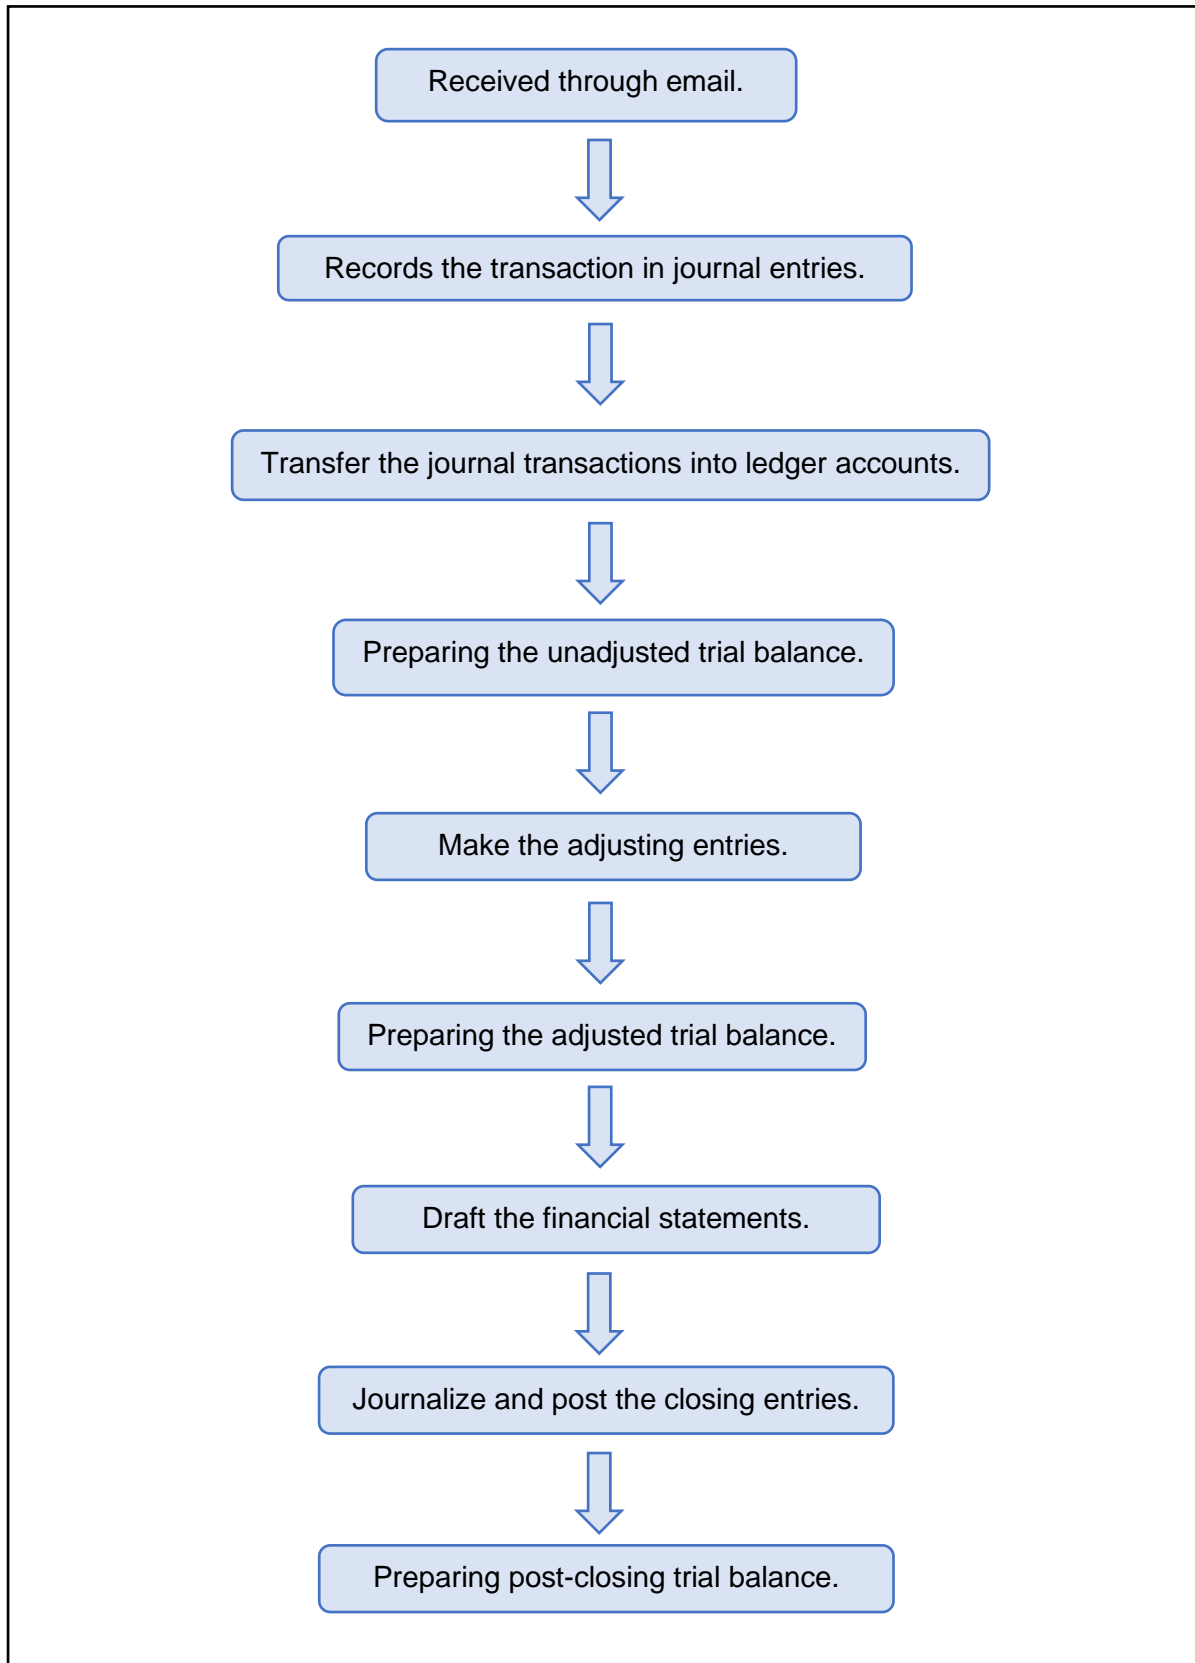 Received through email.
Records the transaction in journal entries.
Transfer the journal transactions into ledger accounts.
Preparing the unadjusted trial balance.
Make the adjusting entries.
Preparing the adjusted trial balance.
Draft the financial statements.
Journalize and post the closing entries.
Preparing post-closing trial balance.